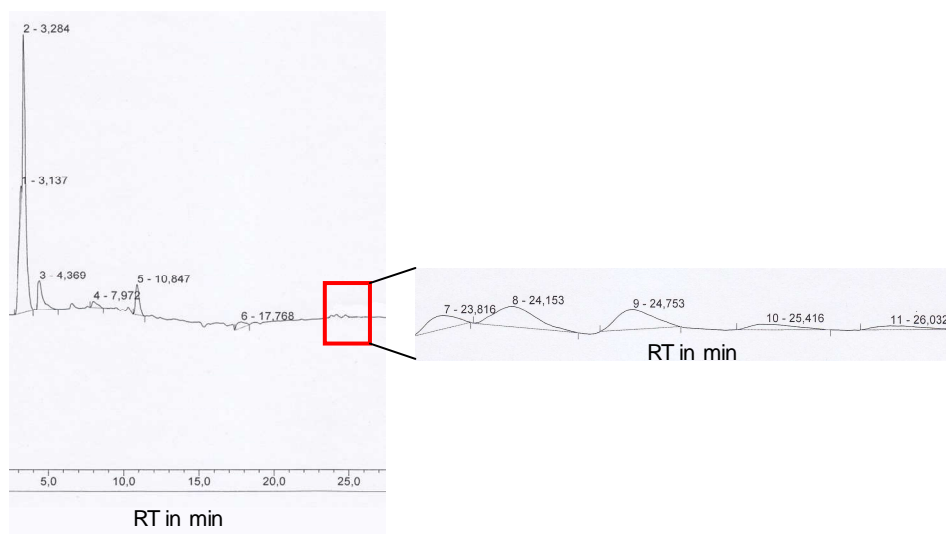 2 - 3,284
1 - 3,137
3 - 4,369
4 - 7,972
5 - 10,847
6 - 17,768
5,0 10,0 15,0 20,0 25,0
RT in min
7 - 23,816
8 - 24,153
9 - 24,753
10 - 25,416
11 - 26,032
RT in min